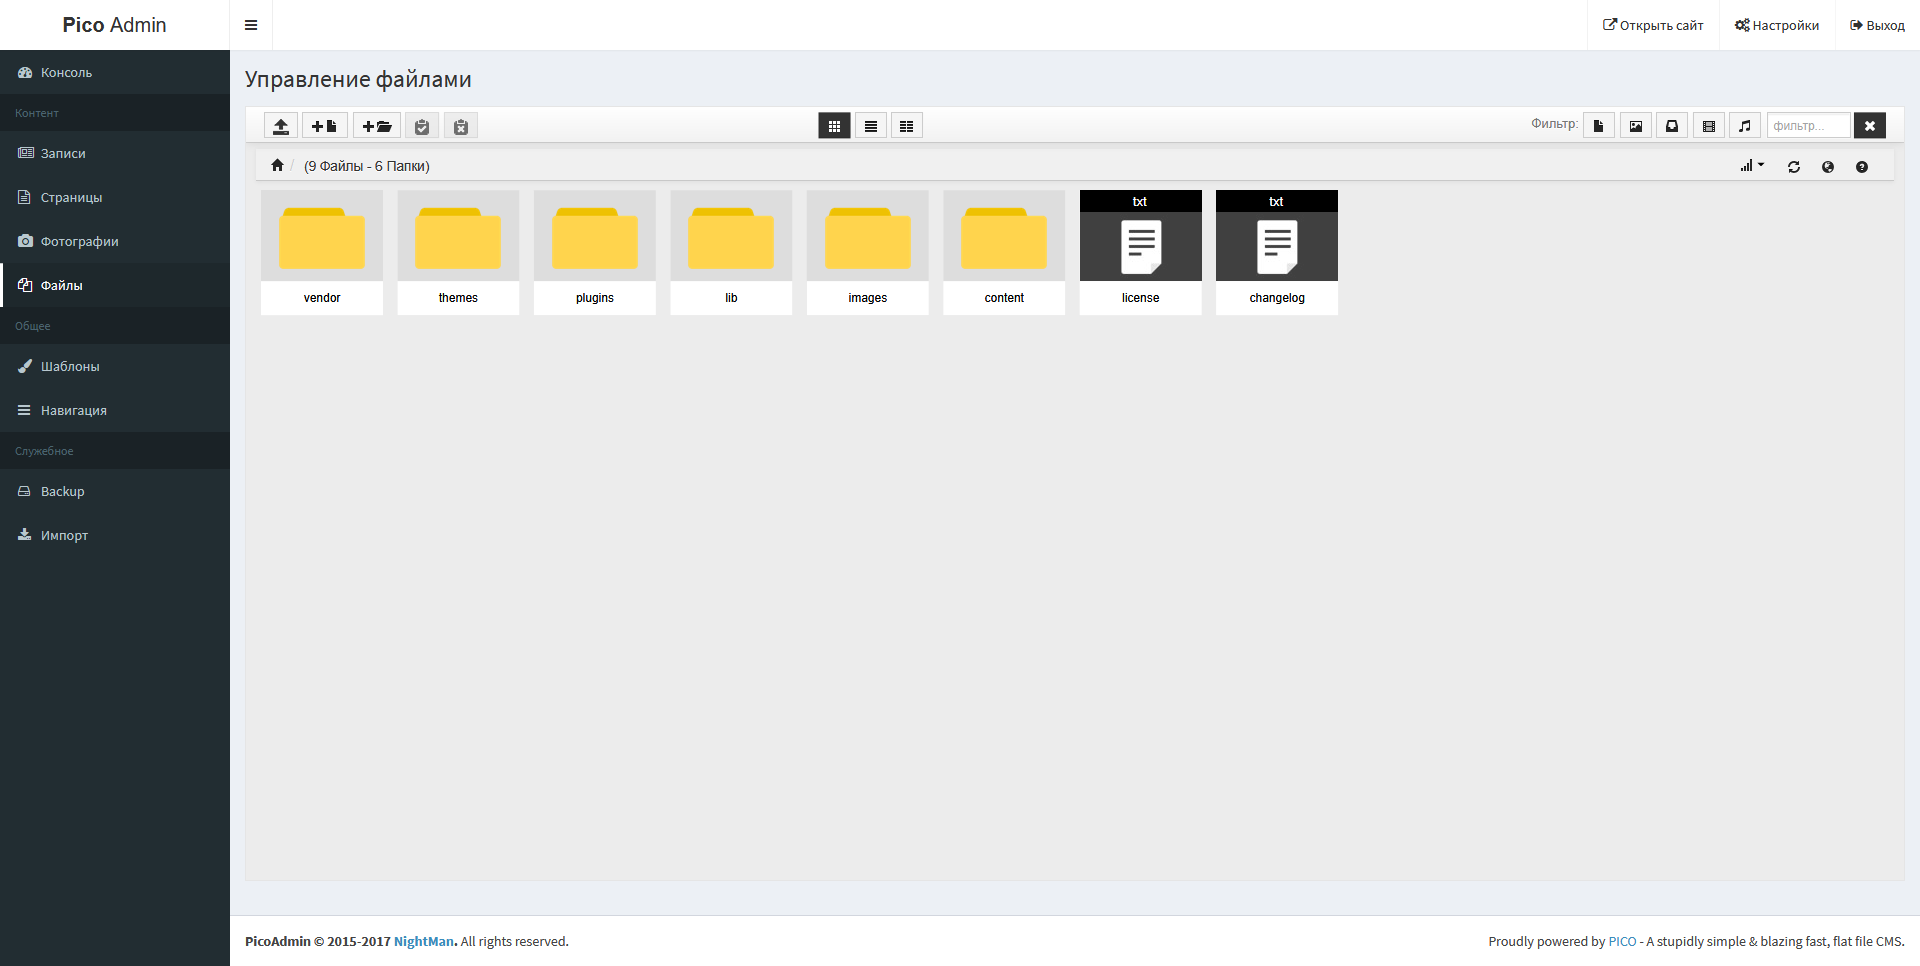 Pico Admin
Открыть сайт
Настройки
Выход
Консоль
Контент
Записи
Страницы
Фотографии
Файлы
Общее
Шаблоны
Навигация
Служебное
Backup
Импорт
Управление файлами
Фильтр:
фильтр...
/ (9 Файлы - 6 Папки)
txt
txt
vendor
themes
plugins
lib
images
content
license
changelog
PicoAdmin © 2015-2017 NightMan. All rights reserved.
Proudly powered by PICO - A stupidly simple & blazing fast, flat file CMS.